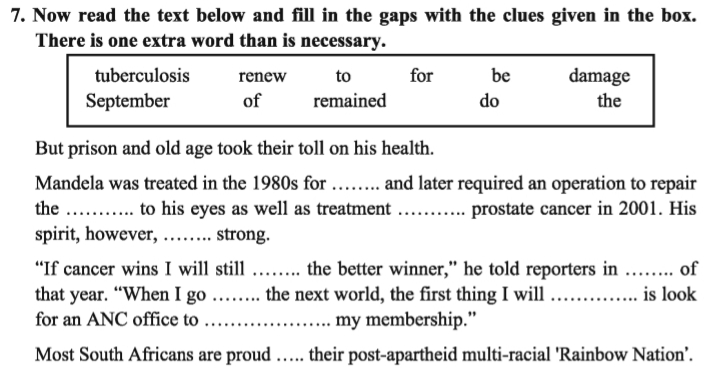 7. Now read the text below and fill in the gaps with the clues given in the box.
There is one extra word than is necessary.
tuberculosis renew to for be damage
September of remained do the
But prison and old age took their toll on his health.
Mandela was treated in the 1980s for ........ and later required an operation to repair
the ........... to his eyes as well as treatment ........... prostate cancer in 2001. His
spirit, however, ........ strong.
“If cancer wins I will still ........ the better winner,” he told reporters in ........ of
that year. “When I go ........ the next world, the first thing I will .............. is look
for an ANC office to .................... my membership.”
Most South Africans are proud ..... their post-apartheid multi-racial 'Rainbow Nation’.